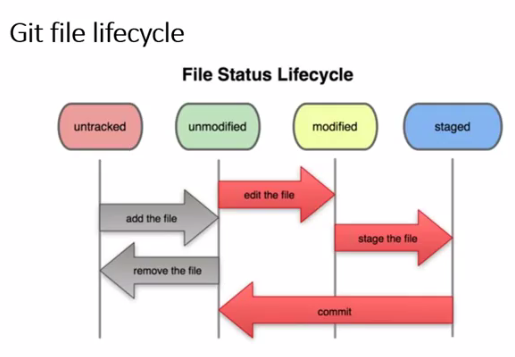 Git file lifecycle
File Status Lifecycle
untracked
unmodified
modified
staged
edit the file
add the file
stage the file
remove the file
commit